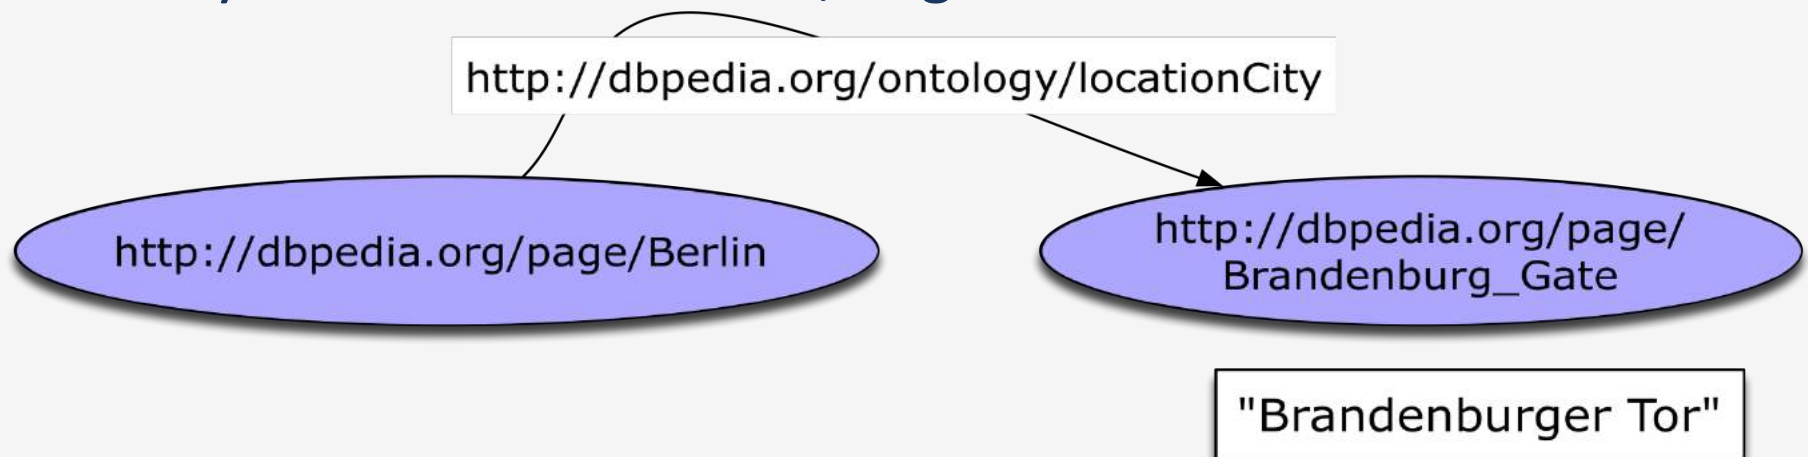 http://dbpedia.org/ontology/locationCity
http://dbpedia.org/page/Berlin
http://dbpedia.org/page/
Brandenburg_Gate
"Brandenburger Tor"